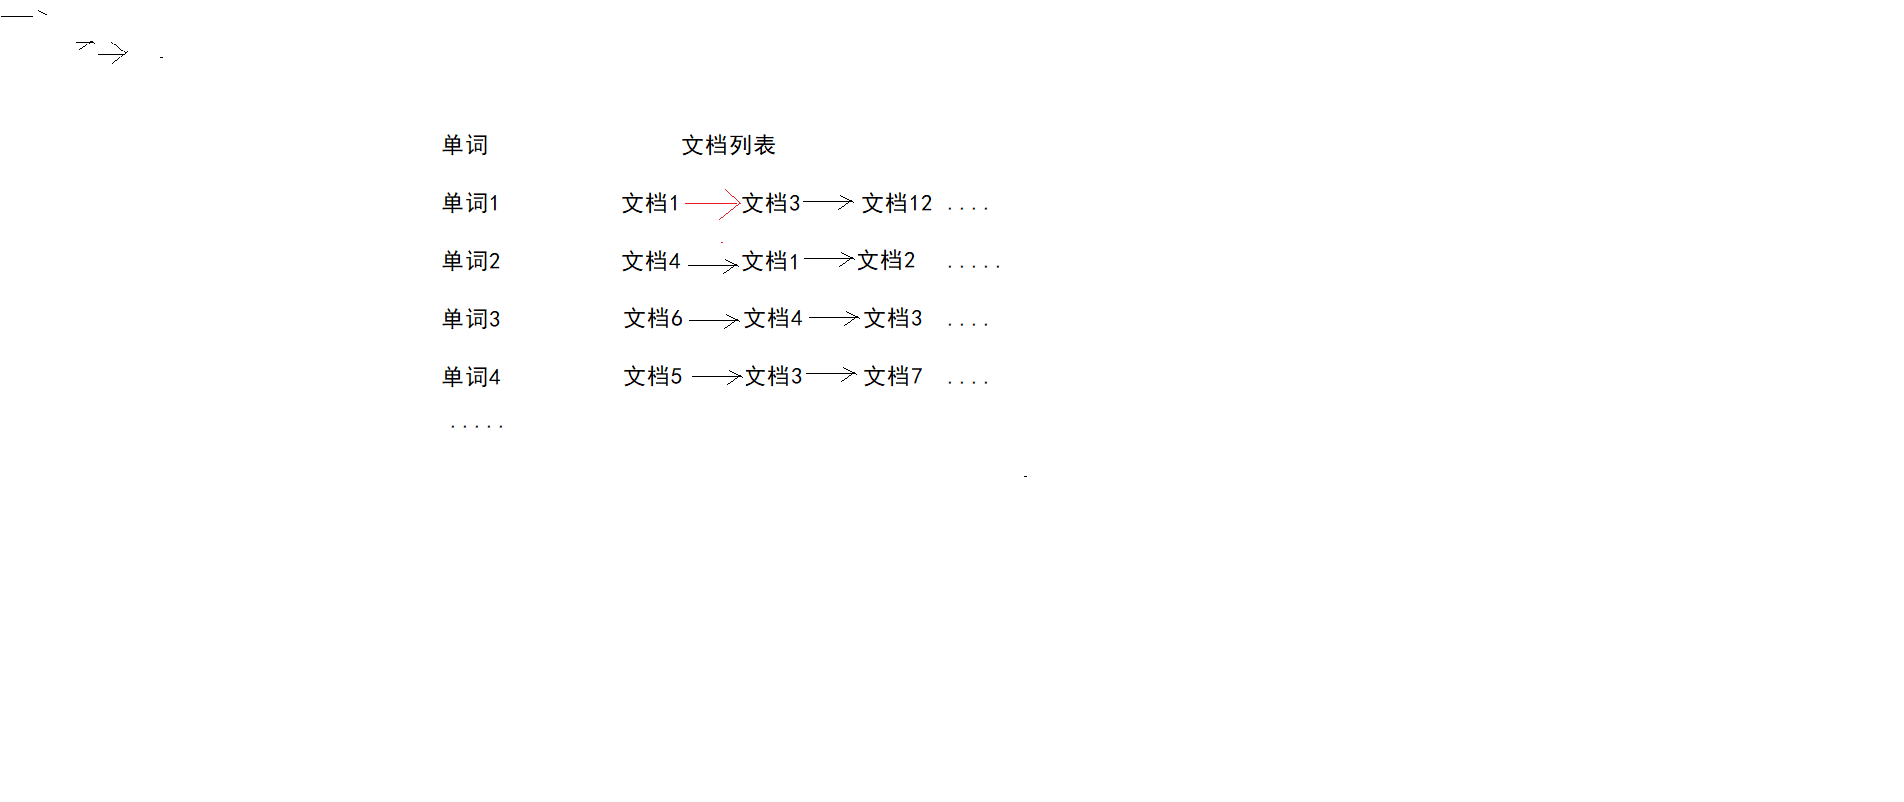 单词 文档列表
单词1 文档1 文档3 文档12 ....
单词2 文档4 文档1 文档2 .....
单词3 文档6 文档4 文档3 ....
单词4 文档5 文档3 文档7 ....
.....